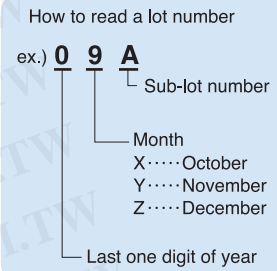 How to read a lot number
ex.) 0 9 A
Sub-lot number
Month
X·····October
Y·····November
Z·····December
Last one digit of year